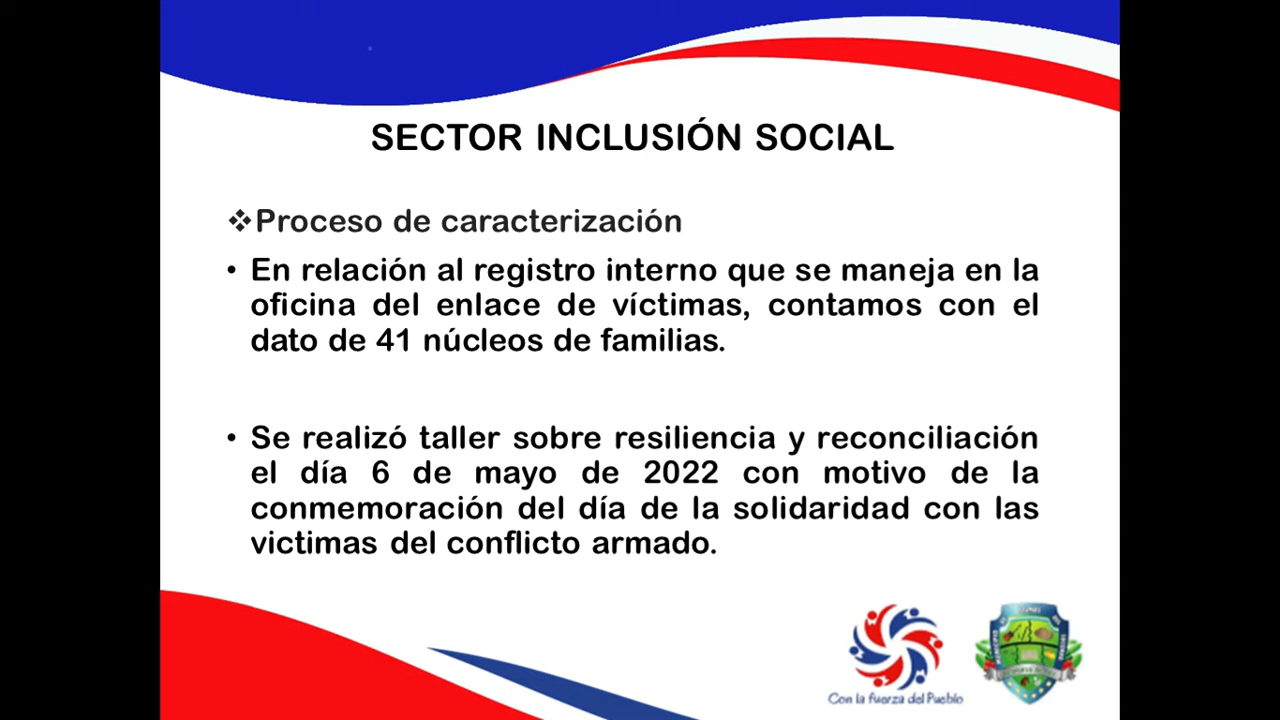 SECTOR INCLUSIÓN SOCIAL
❖Proceso de caracterización
• En relación al registro interno que se maneja en la
oficina del enlace de víctimas, contamos con el
dato de 41 núcleos de familias.
• Se realizó taller sobre resiliencia y reconciliación
el día 6 de mayo de 2022 con motivo de la
conmemoración del día de la solidaridad con las
victimas del conflicto armado.
Con la fuerza del Pueblo